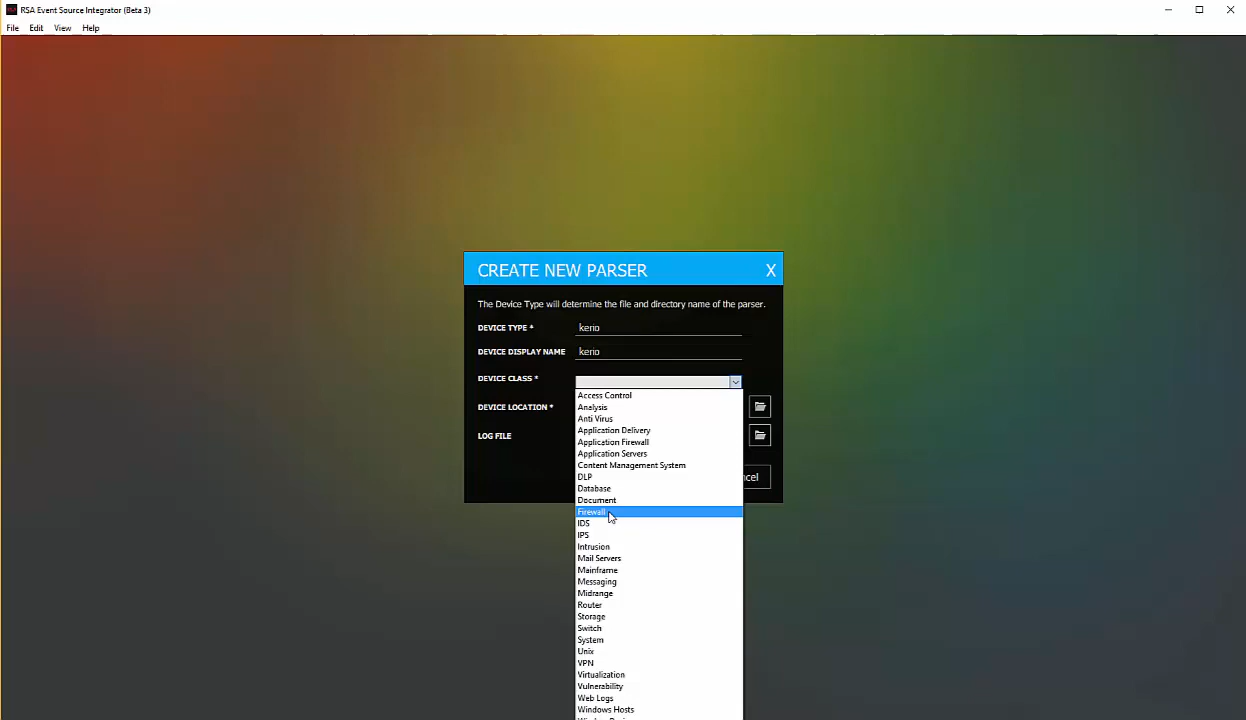 RSA Event Source Integrator (Beta 3)
File Edit View Help
CREATE NEW PARSER X
The Device Type will determine the file and directory name of the parser.
DEVICE TYPE * kerio
DEVICE DISPLAY NAME kerio
DEVICE CLASS *
DEVICE LOCATION *
LOG FILE
Access Control
Analysis
Anti Virus
Application Delivery
Application Firewall
Application Servers
Content Management System
DLP
Database
Document
Firewall
IDS
IPS
Intrusion
Mail Servers
Mainframe
Messaging
Midrange
Router
Storage
Switch
System
Unix
VPN
Virtualization
Vulnerability
Web Logs
Windows Hosts
ncel